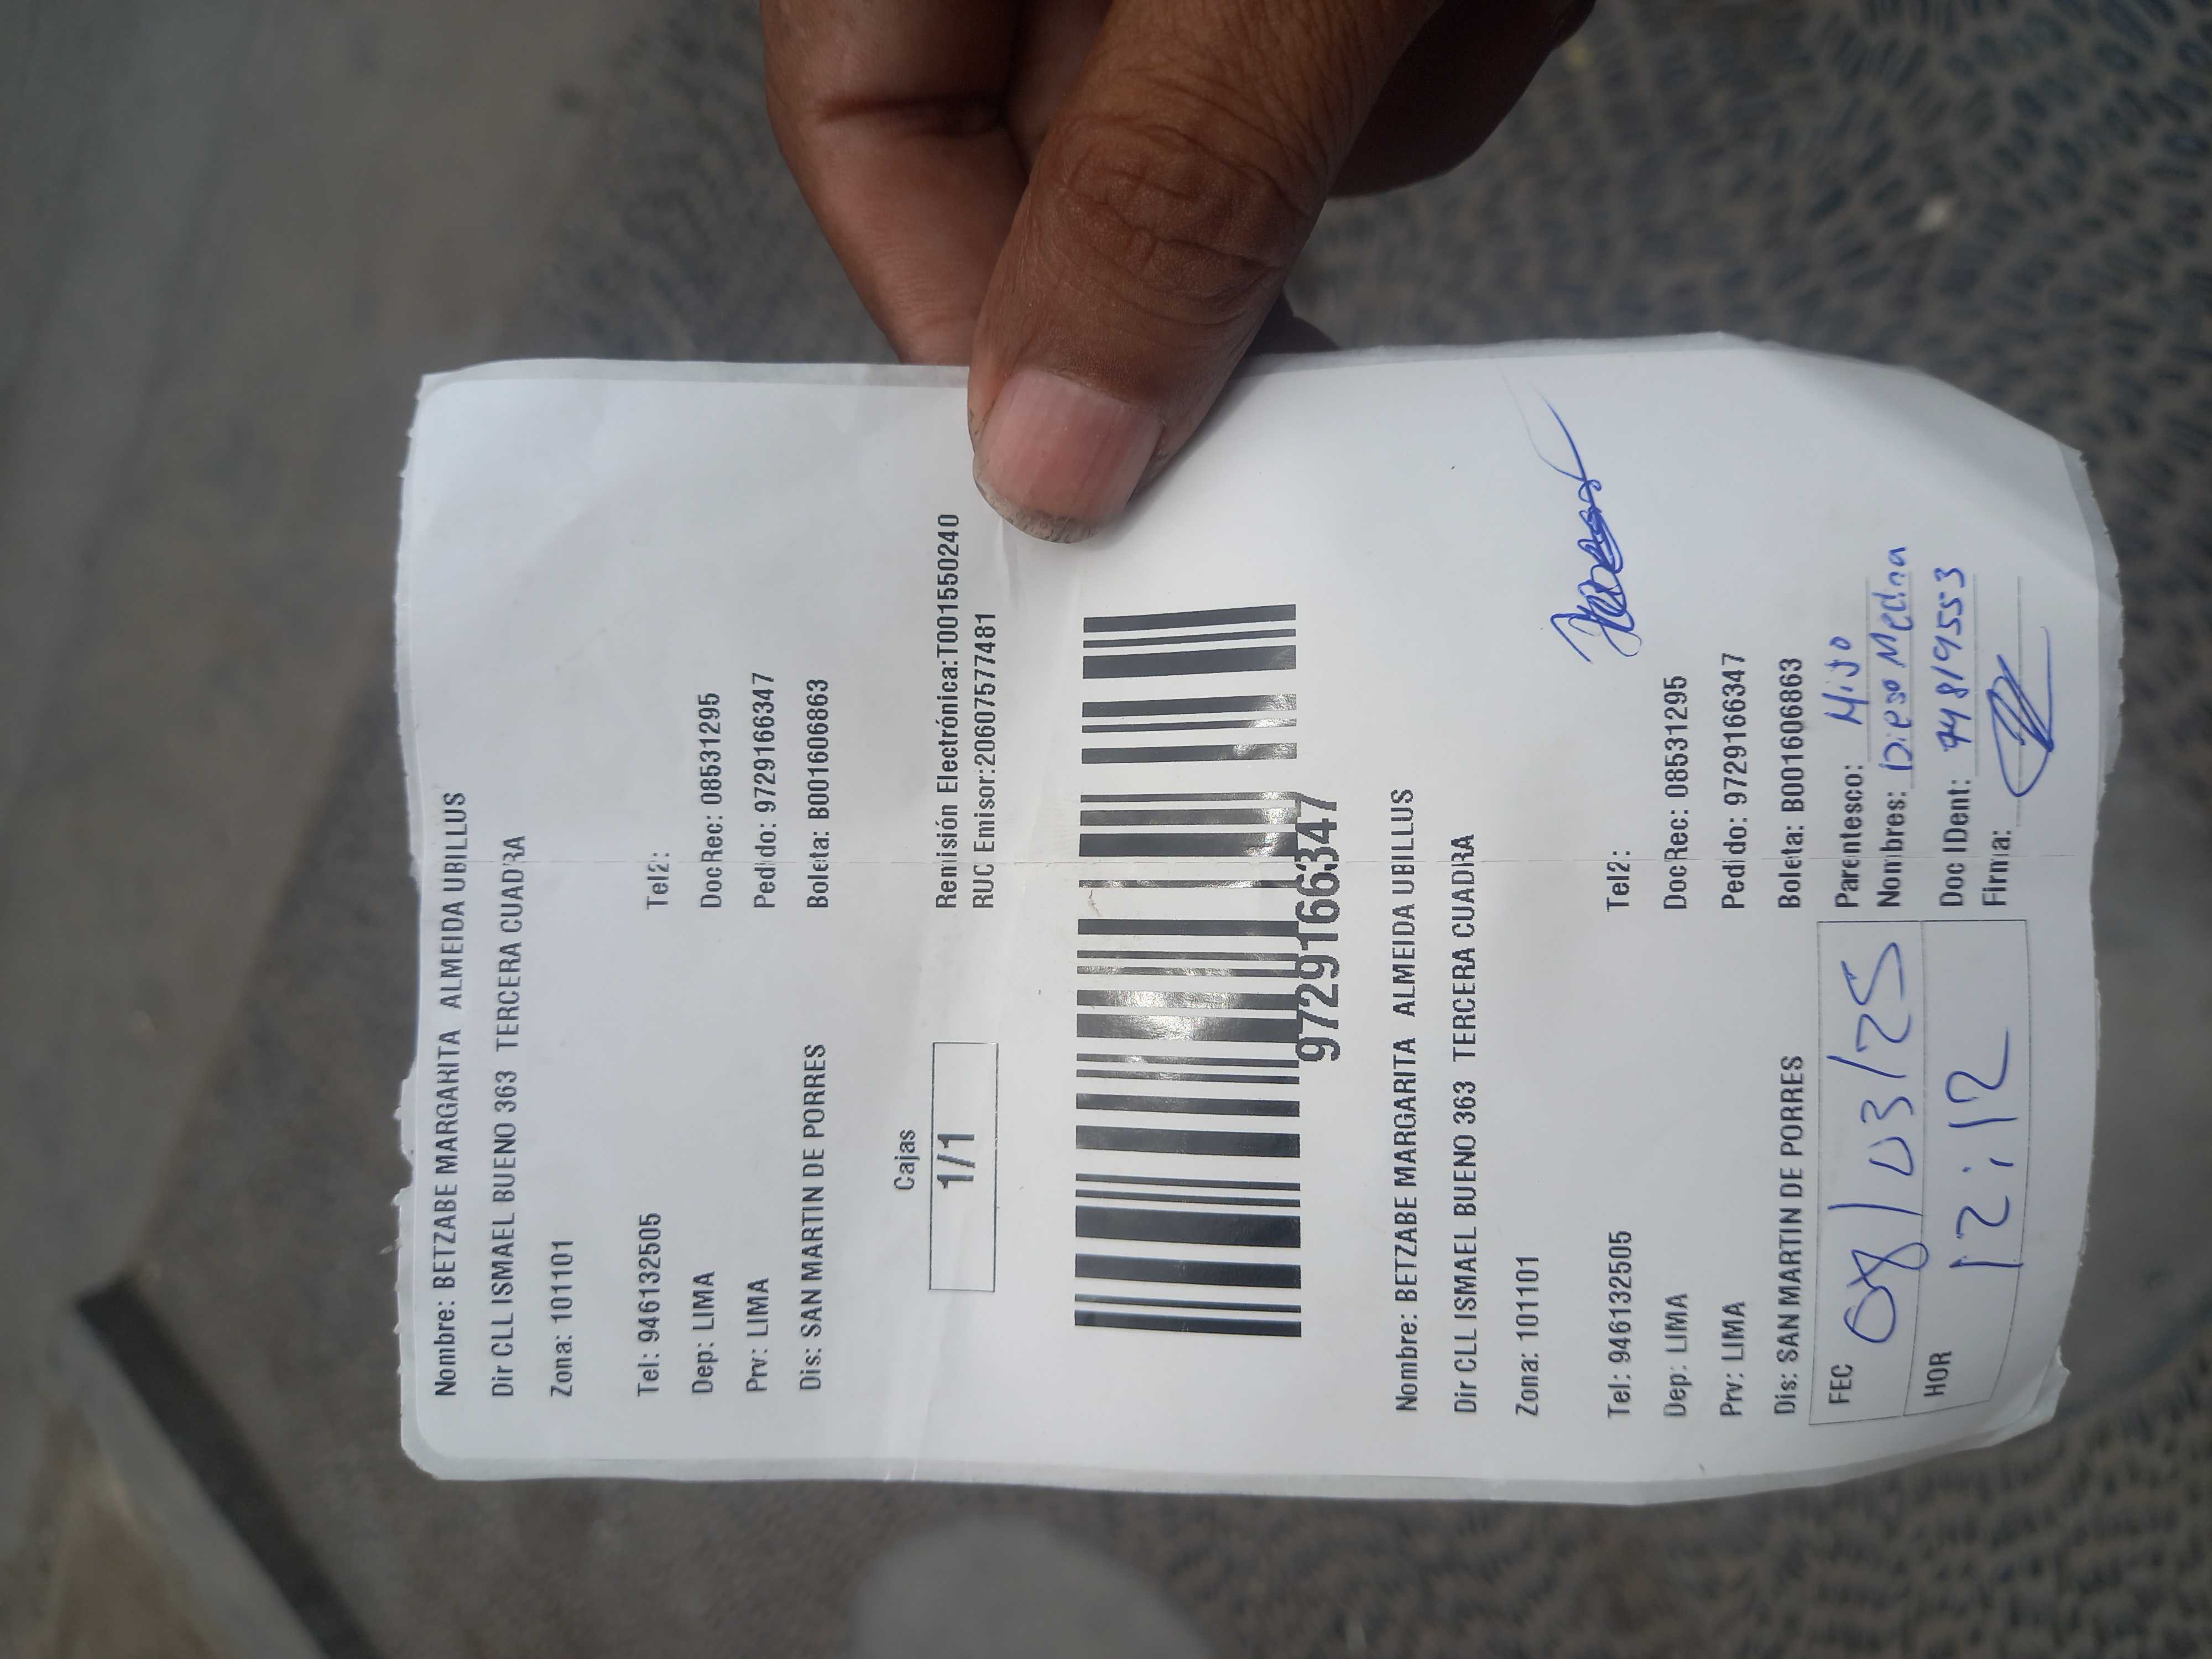 Nombre: BETZABE MARGARITA ALMEIDA UBILLUS
Dir CLL ISMAEL BUENO 363 TERCERA CUADRA
Zona: 101101
Tel: 946132505 Tel2:
Dep: LIMA DocRec: 08531295
Prv: LIMA Pedido: 9729166347
Dis: SAN MARTIN DE PORRES Boleta: B001606863
Cajas
1/1
Remisión Electrónica:T001550240
RUC Emisor:20607577481
9729166347
Nombre: BETZABE MARGARITA ALMEIDA UBILLUS
Dir CLL ISMAEL BUENO 363 TERCERA CUADRA
Zona: 101101
Tel: 946132505 Tel2:
Dep: LIMA DocRec: 08531295
Prv: LIMA Pedido: 9729166347
Dis: SAN MARTIN DE PORRES Boleta: B001606863
FEC 08/03/25
HOR 12:12
Parentesco: Hijo
Nombres: Diego Medina
Doc IDent:
Firma: